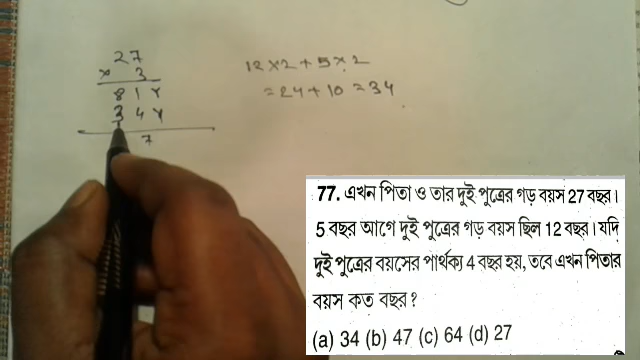 27
× 3
81Y
34Y
7
12×2+5×2
=24+10=34
77. এখন পিতা ও তার দুই পুত্রের গড় বয়স 27 বছর।
5 বছর আগে দুই পুত্রের গড় বয়স ছিল 12 বছর। যদি
দুই পুত্রের বয়সের পার্থক্য 4 বছর হয়, তবে এখন পিতার
বয়স কত বছর?
(a) 34 (b) 47 (c) 64 (d) 27